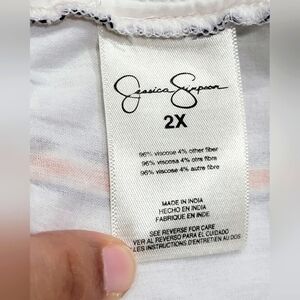 Jessica Simpson
2X
96% viscose 4% other fiber
96% viscosa 4% otra fibre
96% viscose 4% autre fibre
MADE IN INDIA
HECHO EN INDIA
FABRIQUE EN INDE
SEE REVERSE FOR CARE
VER AL REVERSO PARA EL CUIDADO
LES INSTRUCTIONS D'ENTRETIEN AU DOS